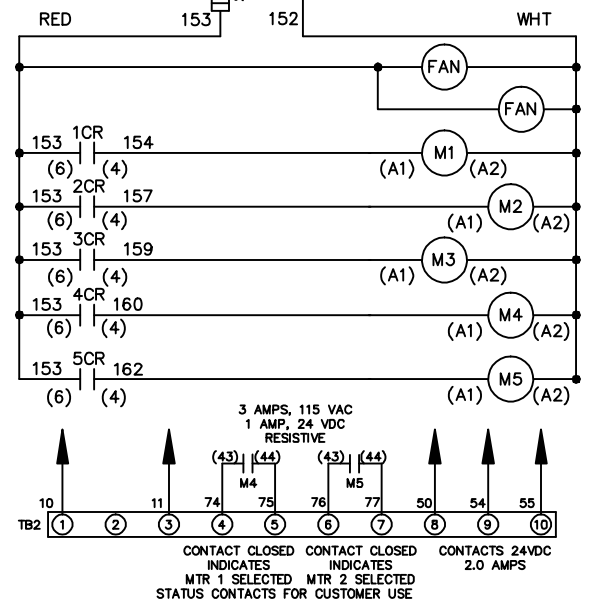 RED 153 152 WHT
FAN
FAN
1CR
153 154 M1
(6) (4) (A1) (A2)
2CR
153 157 M2
(6) (4) (A1) (A2)
3CR
153 159 M3
(6) (4) (A1) (A2)
4CR
153 160 M4
(6) (4) (A1) (A2)
5CR
153 162 M5
(6) (4) (A1) (A2)
3 AMPS, 115 VAC
1 AMP, 24 VDC
RESISTIVE
(43) (44) (43) (44)
M4 M5
10 11 74 75 76 77 50 54 55
TB2 1 2 3 4 5 6 7 8 9 10
CONTACT CLOSED CONTACT CLOSED CONTACTS 24VDC
INDICATES INDICATES 2.0 AMPS
MTR 1 SELECTED MTR 2 SELECTED
STATUS CONTACTS FOR CUSTOMER USE